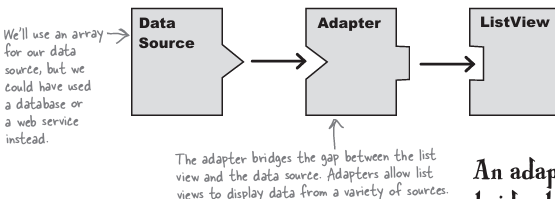 We'll use an array
for our data
source, but we
could have used
a database or
a web service
instead.
Data
Source
Adapter
ListView
The adapter bridges the gap between the list
view and the data source. Adapters allow list
views to display data from a variety of sources.
An adap